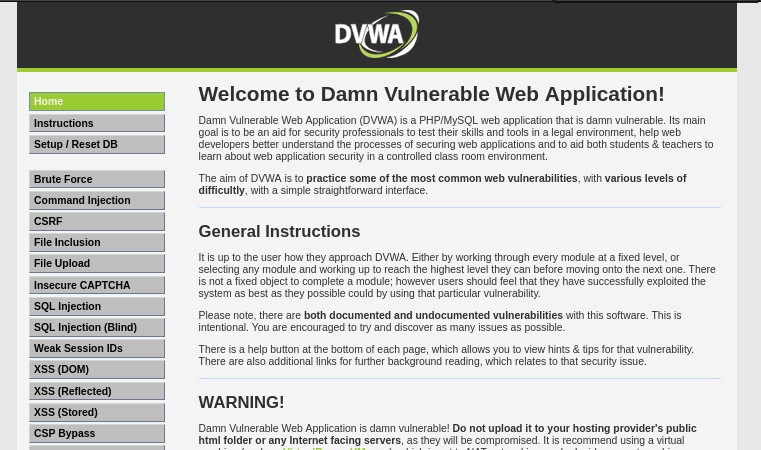 DVWA
Home
Instructions
Setup / Reset DB
Brute Force
Command Injection
CSRF
File Inclusion
File Upload
Insecure CAPTCHA
SQL Injection
SQL Injection (Blind)
Weak Session IDs
XSS (DOM)
XSS (Reflected)
XSS (Stored)
CSP Bypass
Welcome to Damn Vulnerable Web Application!
Damn Vulnerable Web Application (DVWA) is a PHP/MySQL web application that is damn vulnerable. Its main
goal is to be an aid for security professionals to test their skills and tools in a legal environment, help web
developers better understand the processes of securing web applications and to aid both students & teachers to
learn about web application security in a controlled class room environment.
The aim of DVWA is to practice some of the most common web vulnerabilities, with various levels of
difficultly, with a simple straightforward interface.
General Instructions
It is up to the user how they approach DVWA. Either by working through every module at a fixed level, or
selecting any module and working up to reach the highest level they can before moving onto the next one. There
is not a fixed object to complete a module; however users should feel that they have successfully exploited the
system as best as they possible could by using that particular vulnerability.
Please note, there are both documented and undocumented vulnerabilities with this software. This is
intentional. You are encouraged to try and discover as many issues as possible.
There is a help button at the bottom of each page, which allows you to view hints & tips for that vulnerability.
There are also additional links for further background reading, which relates to that security issue.
WARNING!
Damn Vulnerable Web Application is damn vulnerable! Do not upload it to your hosting provider's public
html folder or any Internet facing servers, as they will be compromised. It is recommend using a virtual